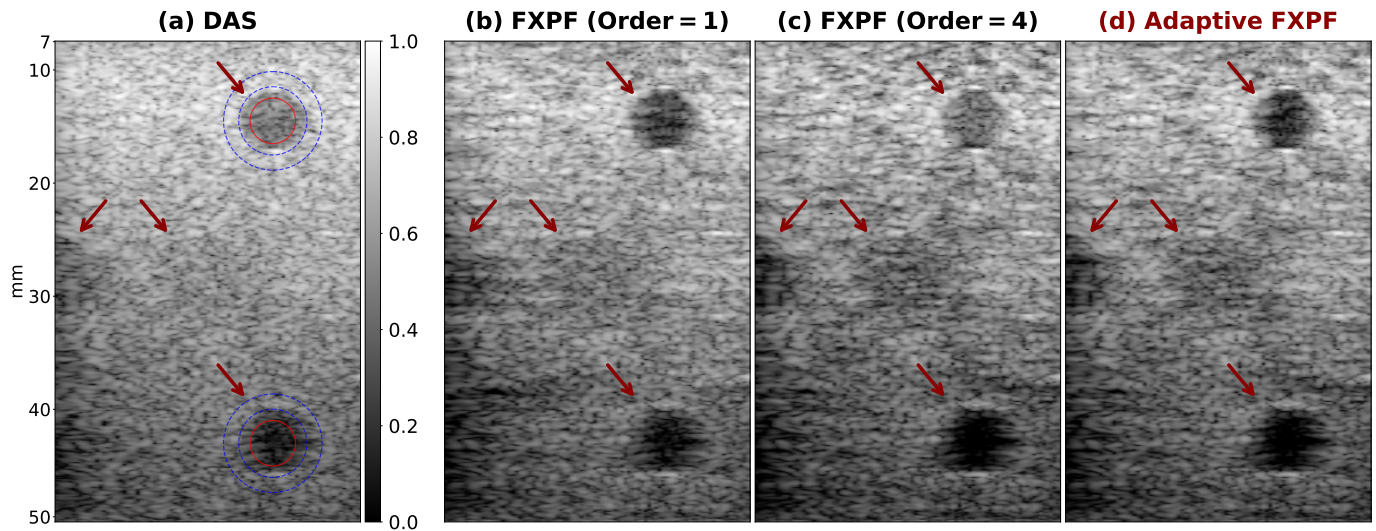 (a) DAS
(b) FXPF (Order = 1)
(c) FXPF (Order = 4)
(d) Adaptive FXPF
7
10
20
30
40
50
mm
1.0
0.8
0.6
0.4
0.2
0.0